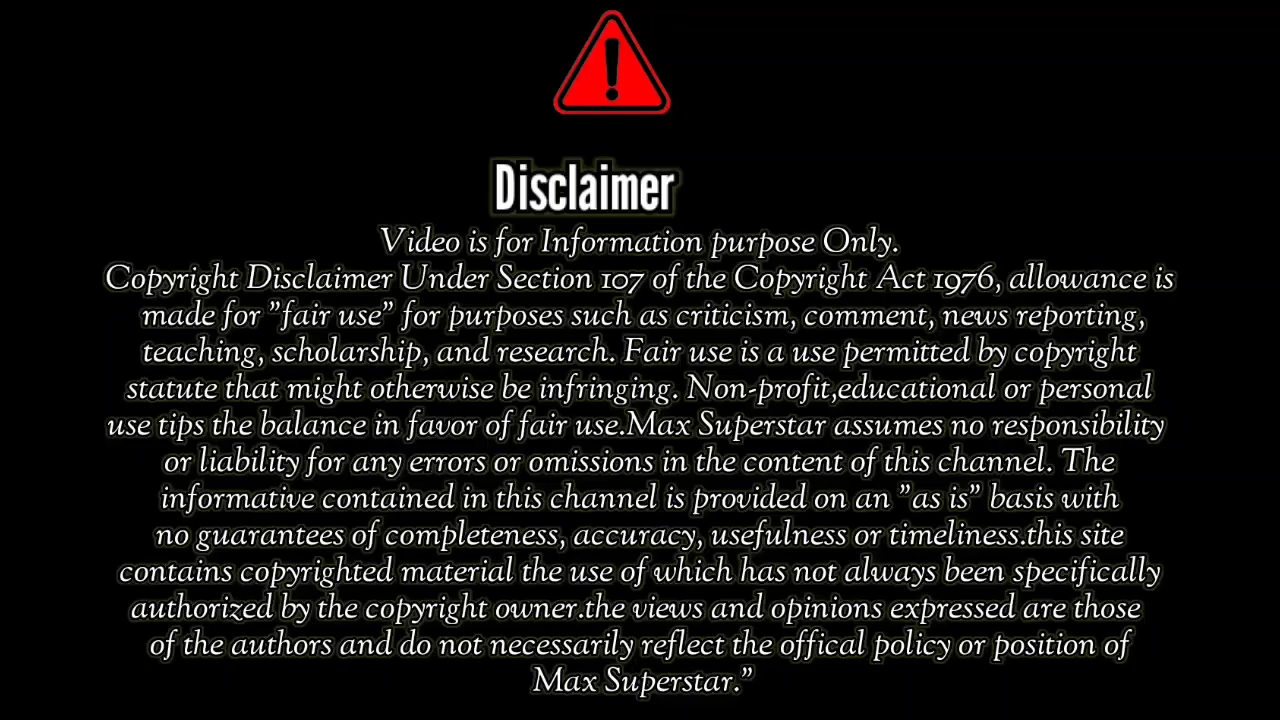 Disclaimer
Video is for Information purpose Only.
Copyright Disclaimer Under Section 107 of the Copyright Act 1976, allowance is
made for "fair use" for purposes such as criticism, comment, news reporting,
teaching, scholarship, and research. Fair use is a use permitted by copyright
statute that might otherwise be infringing. Non-profit,educational or personal
use tips the balance in favor of fair use.Max Superstar assumes no responsibility
or liability for any errors or omissions in the content of this channel. The
informative contained in this channel is provided on an "as is" basis with
no guarantees of completeness, accuracy, usefulness or timeliness.this site
contains copyrighted material the use of which has not always been specifically
authorized by the copyright owner.the views and opinions expressed are those
of the authors and do not necessarily reflect the offical policy or position of
Max Superstar."